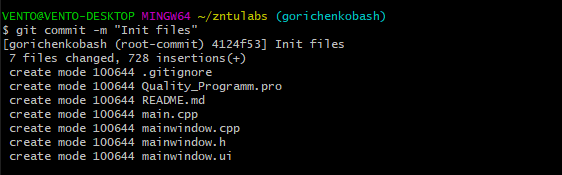 VENTO@VENTO-DESKTOP MINGW64 ~/zntulabs (gorichenkobash)
$ git commit -m "Init files"
[gorichenkobash (root-commit) 4124f53] Init files
 7 files changed, 728 insertions(+)
 create mode 100644 .gitignore
 create mode 100644 Quality_Programm.pro
 create mode 100644 README.md
 create mode 100644 main.cpp
 create mode 100644 mainwindow.cpp
 create mode 100644 mainwindow.h
 create mode 100644 mainwindow.ui